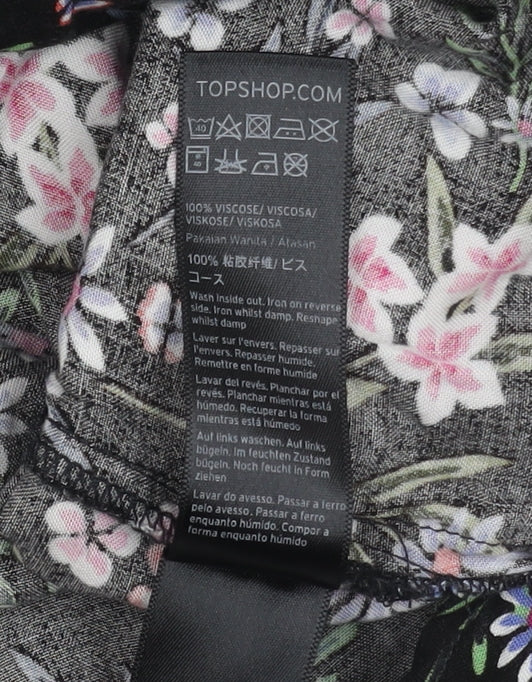 TOPSHOP.COM
40
40
100% VISCOSE/ VISCOSA/
VISKOSE/ VISKOSA
Pakaian Wanita / Atasan
100% 粘胶纤维/ ビス
コース
Wash inside out. Iron on reverse
side. Iron whilst damp. Reshape
whilst damp
Laver sur l'envers. Repasser sur
l'envers. Repasser humide
Remettre en forme humide
Lavar del revés. Planchar por el
revés. Planchar mientras está
húmedo. Recuperar la forma
mientras está húmedo
Auf links waschen. Auf links
bügeln. Im feuchten Zustand
bügeln. Noch feucht in Form
ziehen
Lavar do avesso. Passar a ferro
pelo avesso. Passar a ferro
enquanto húmido. Compor a
forma enquanto húmido